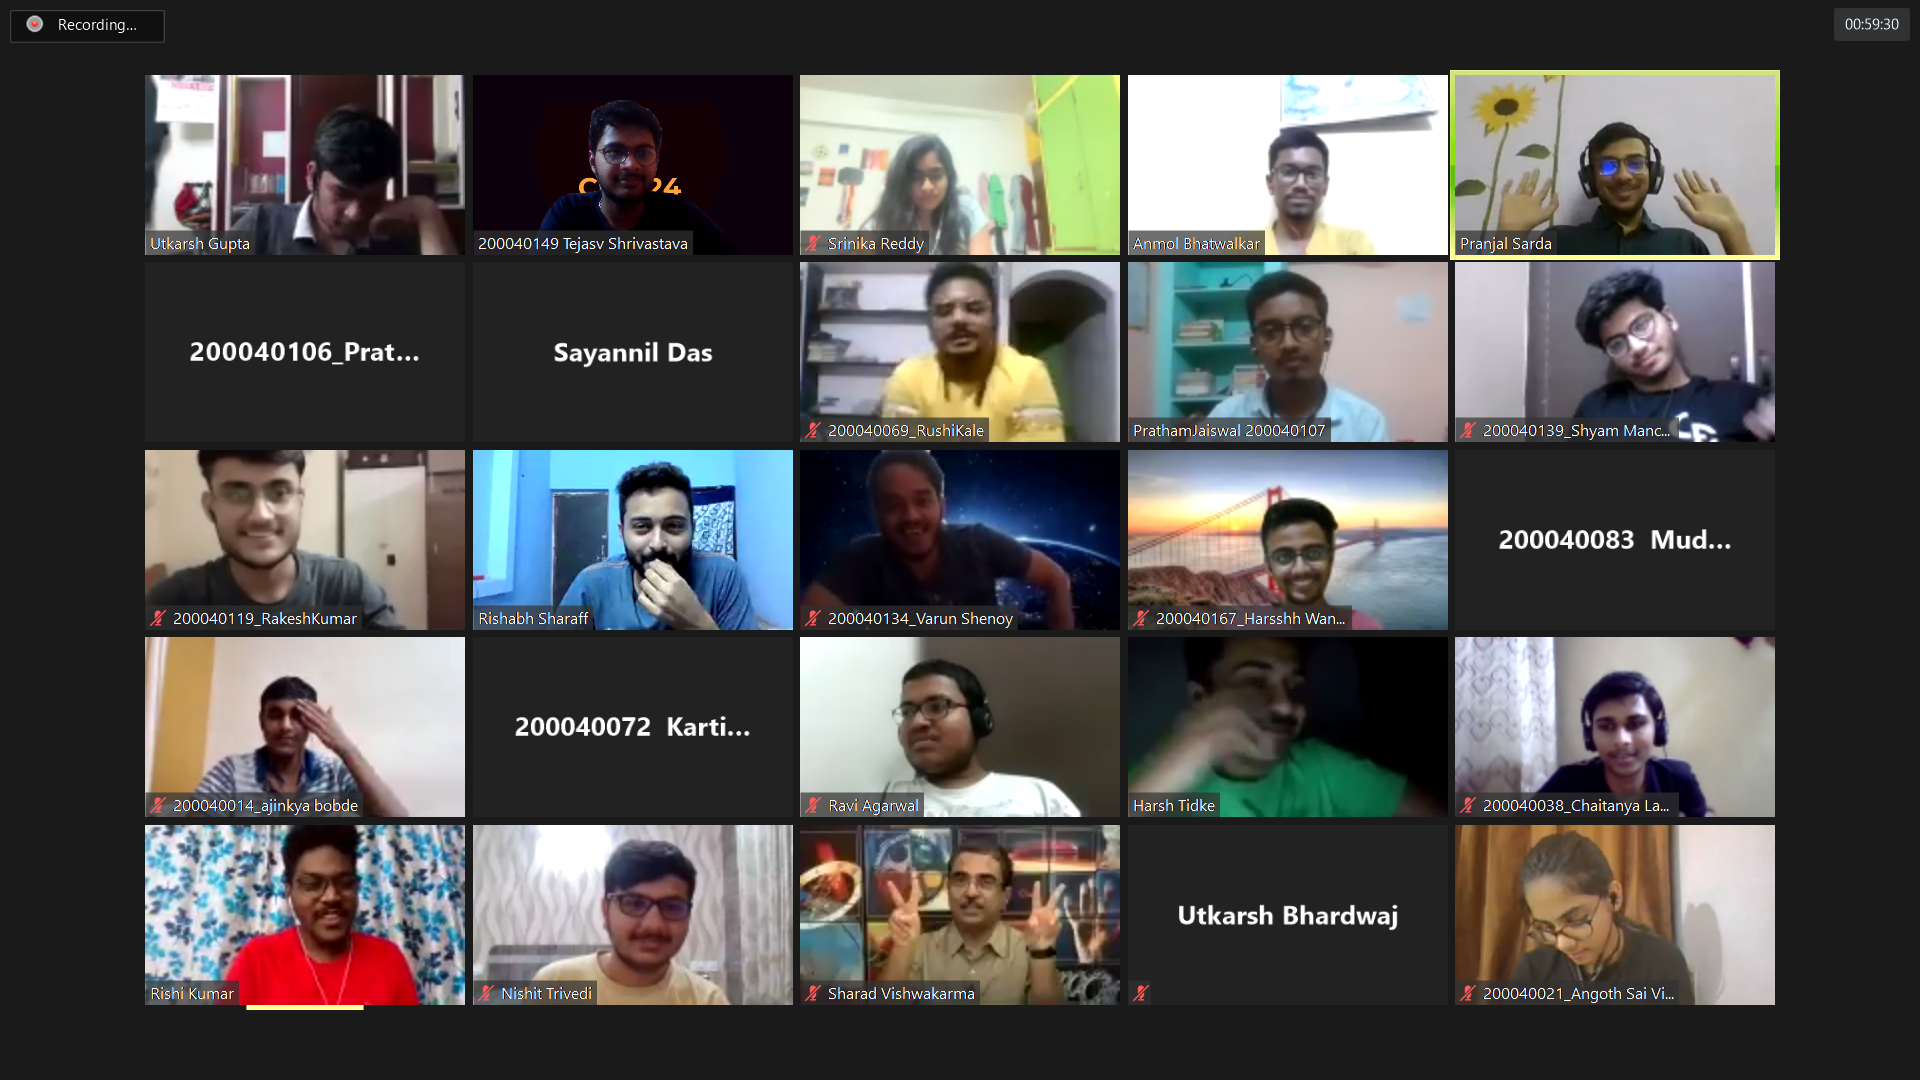 Recording...
00:59:30
Utkarsh Gupta
200040149 Tejasv Shrivastava
Srinika Reddy
Anmol Bhatwalkar
Pranjal Sarda
200040106_Prat...
Sayannil Das
200040069_RushiKale
PrathamJaiswal 200040107
200040139_Shyam Manc...
200040119_RakeshKumar
Rishabh Sharaff
200040134_Varun Shenoy
200040167_Harsshh Wan...
200040083 Mud...
200040014_ajinkya bobde
200040072 Karti...
Ravi Agarwal
Harsh Tidke
200040038_Chaitanya La...
Rishi Kumar
Nishit Trivedi
Sharad Vishwakarma
Utkarsh Bhardwaj
200040021_Angoth Sai Vi...